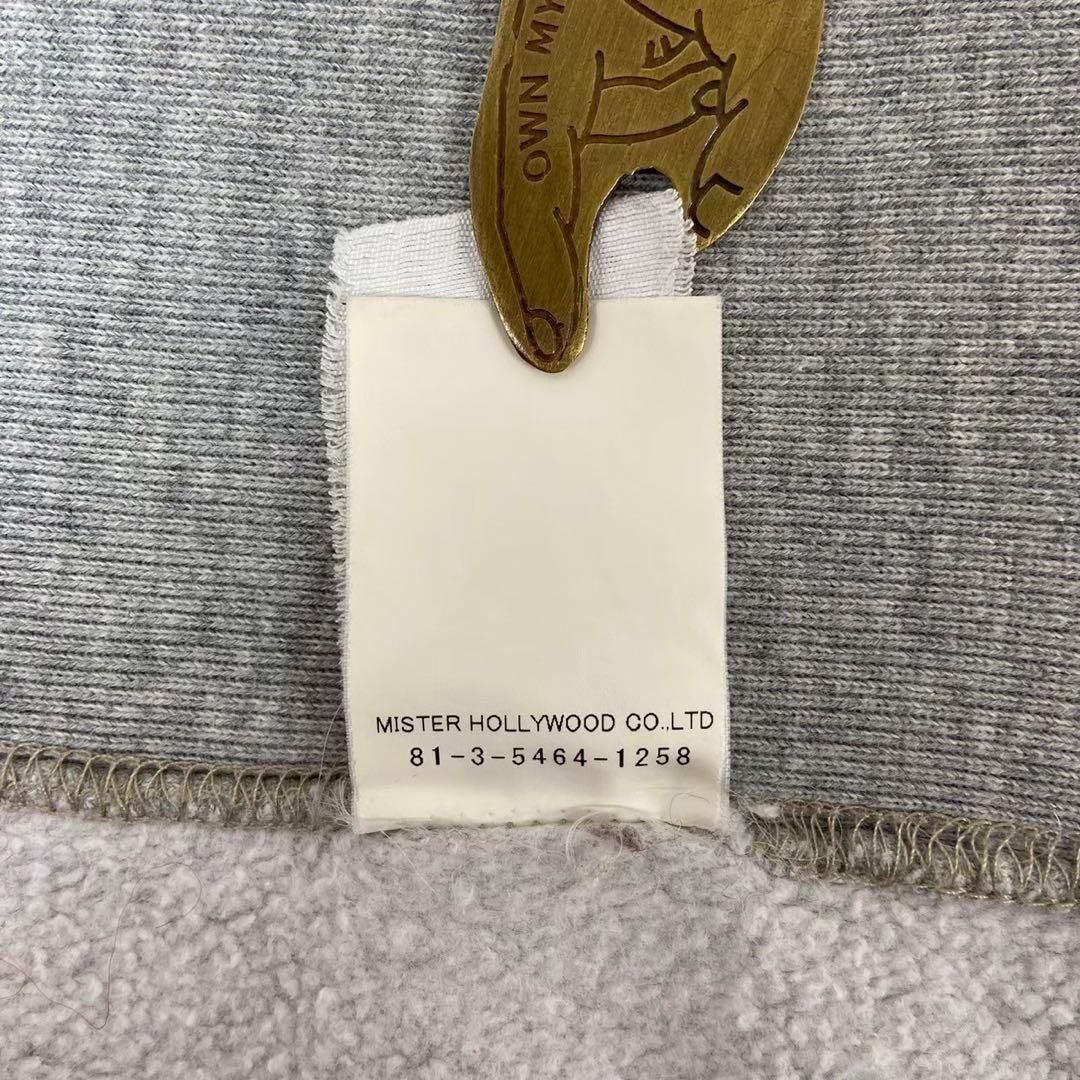 OWN MY
MISTER HOLLYWOOD CO.,LTD
81-3-5464-1258